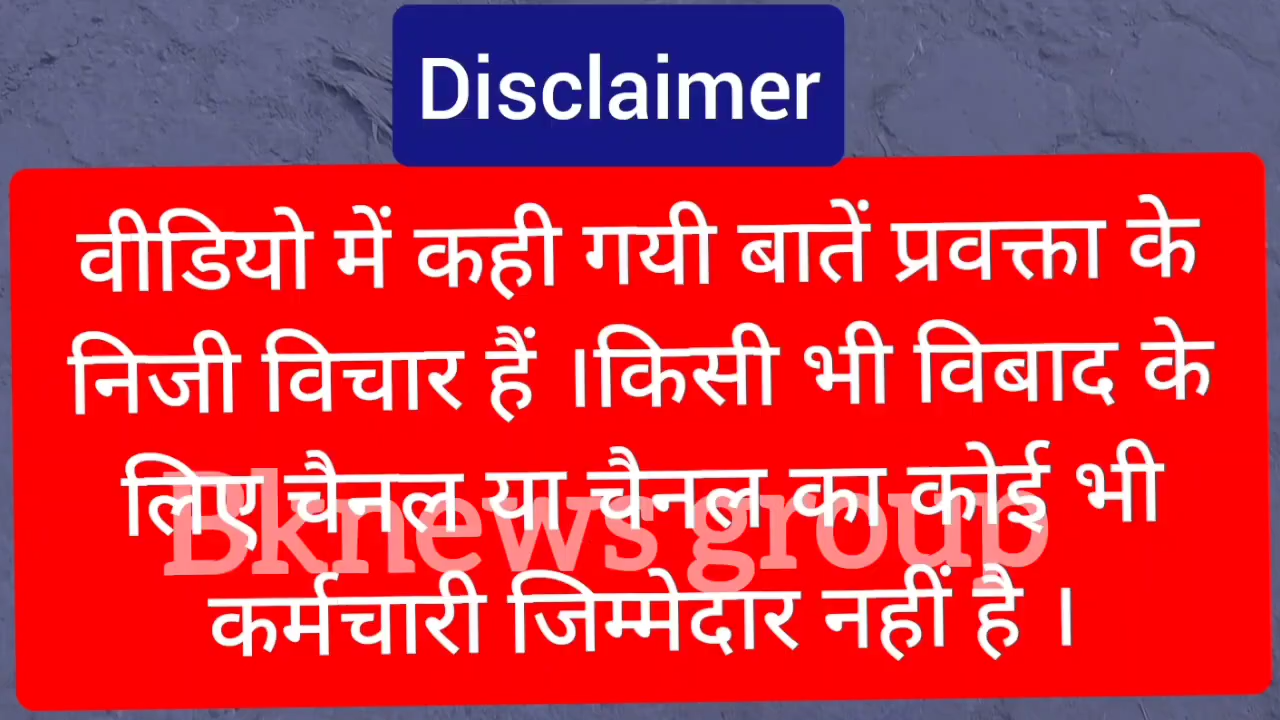 Disclaimer
वीडियो में कही गयी बातें प्रवक्ता के
निजी विचार हैं ।किसी भी विबाद के
लिए चैनल या चैनल का कोई भी
Bknews group
कर्मचारी जिम्मेदार नहीं है ।